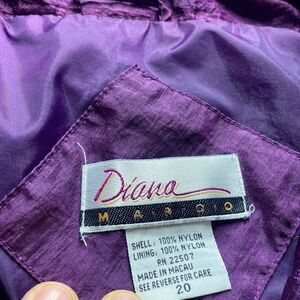 Diana
MARCO
SHELL: 100% NYLON
LINING: 100% NYLON
RN 22507
MADE IN MACAU
SEE REVERSE FOR CARE
20